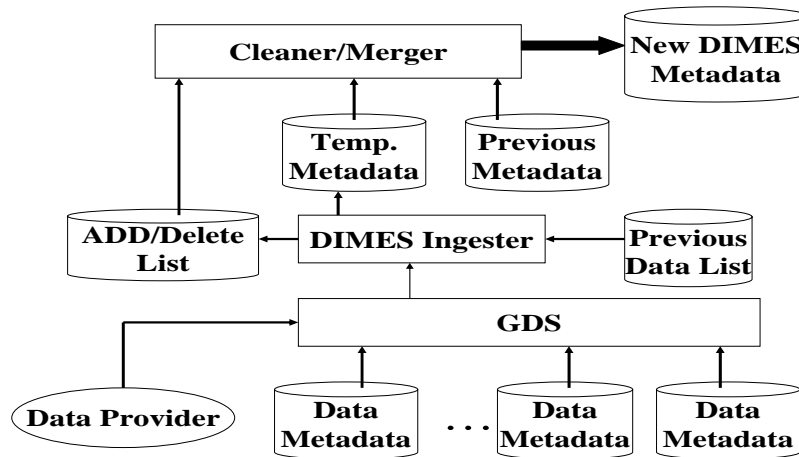 Cleaner/Merger
New DIMES
Metadata
Temp.
Metadata
Previous
Metadata
ADD/Delete
List
DIMES Ingester
Previous
Data List
GDS
Data Provider
Data
Metadata
...
Data
Metadata
Data
Metadata